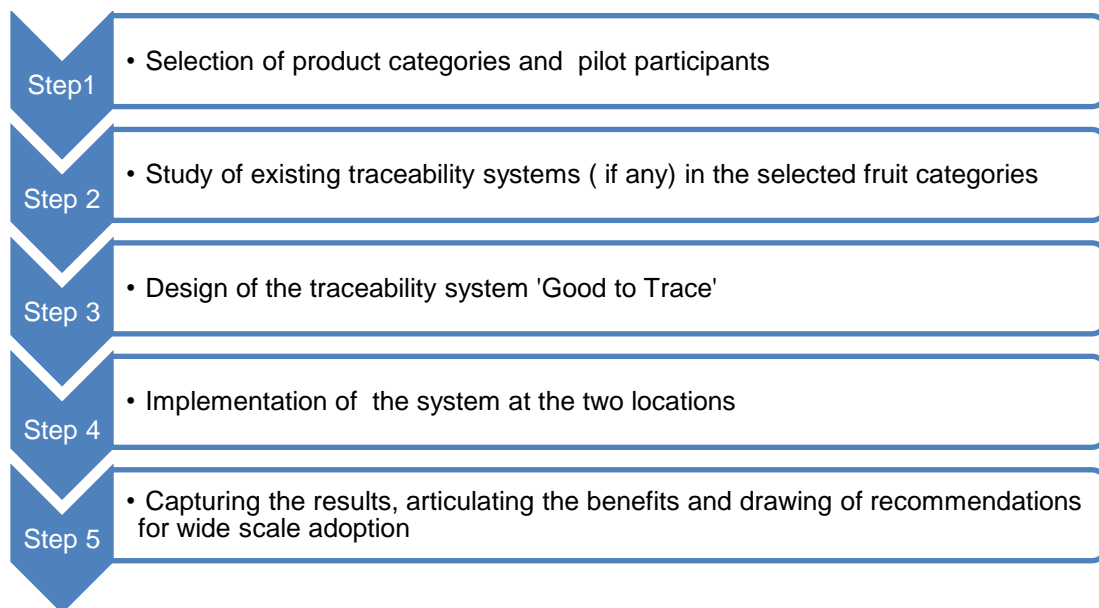 Step1
• Selection of product categories and  pilot participants
Step 2
• Study of existing traceability systems ( if any) in the selected fruit categories
Step 3
• Design of the traceability system 'Good to Trace'
Step 4
• Implementation of  the system at the two locations
Step 5
• Capturing the results, articulating the benefits and drawing of recommendations
for wide scale adoption